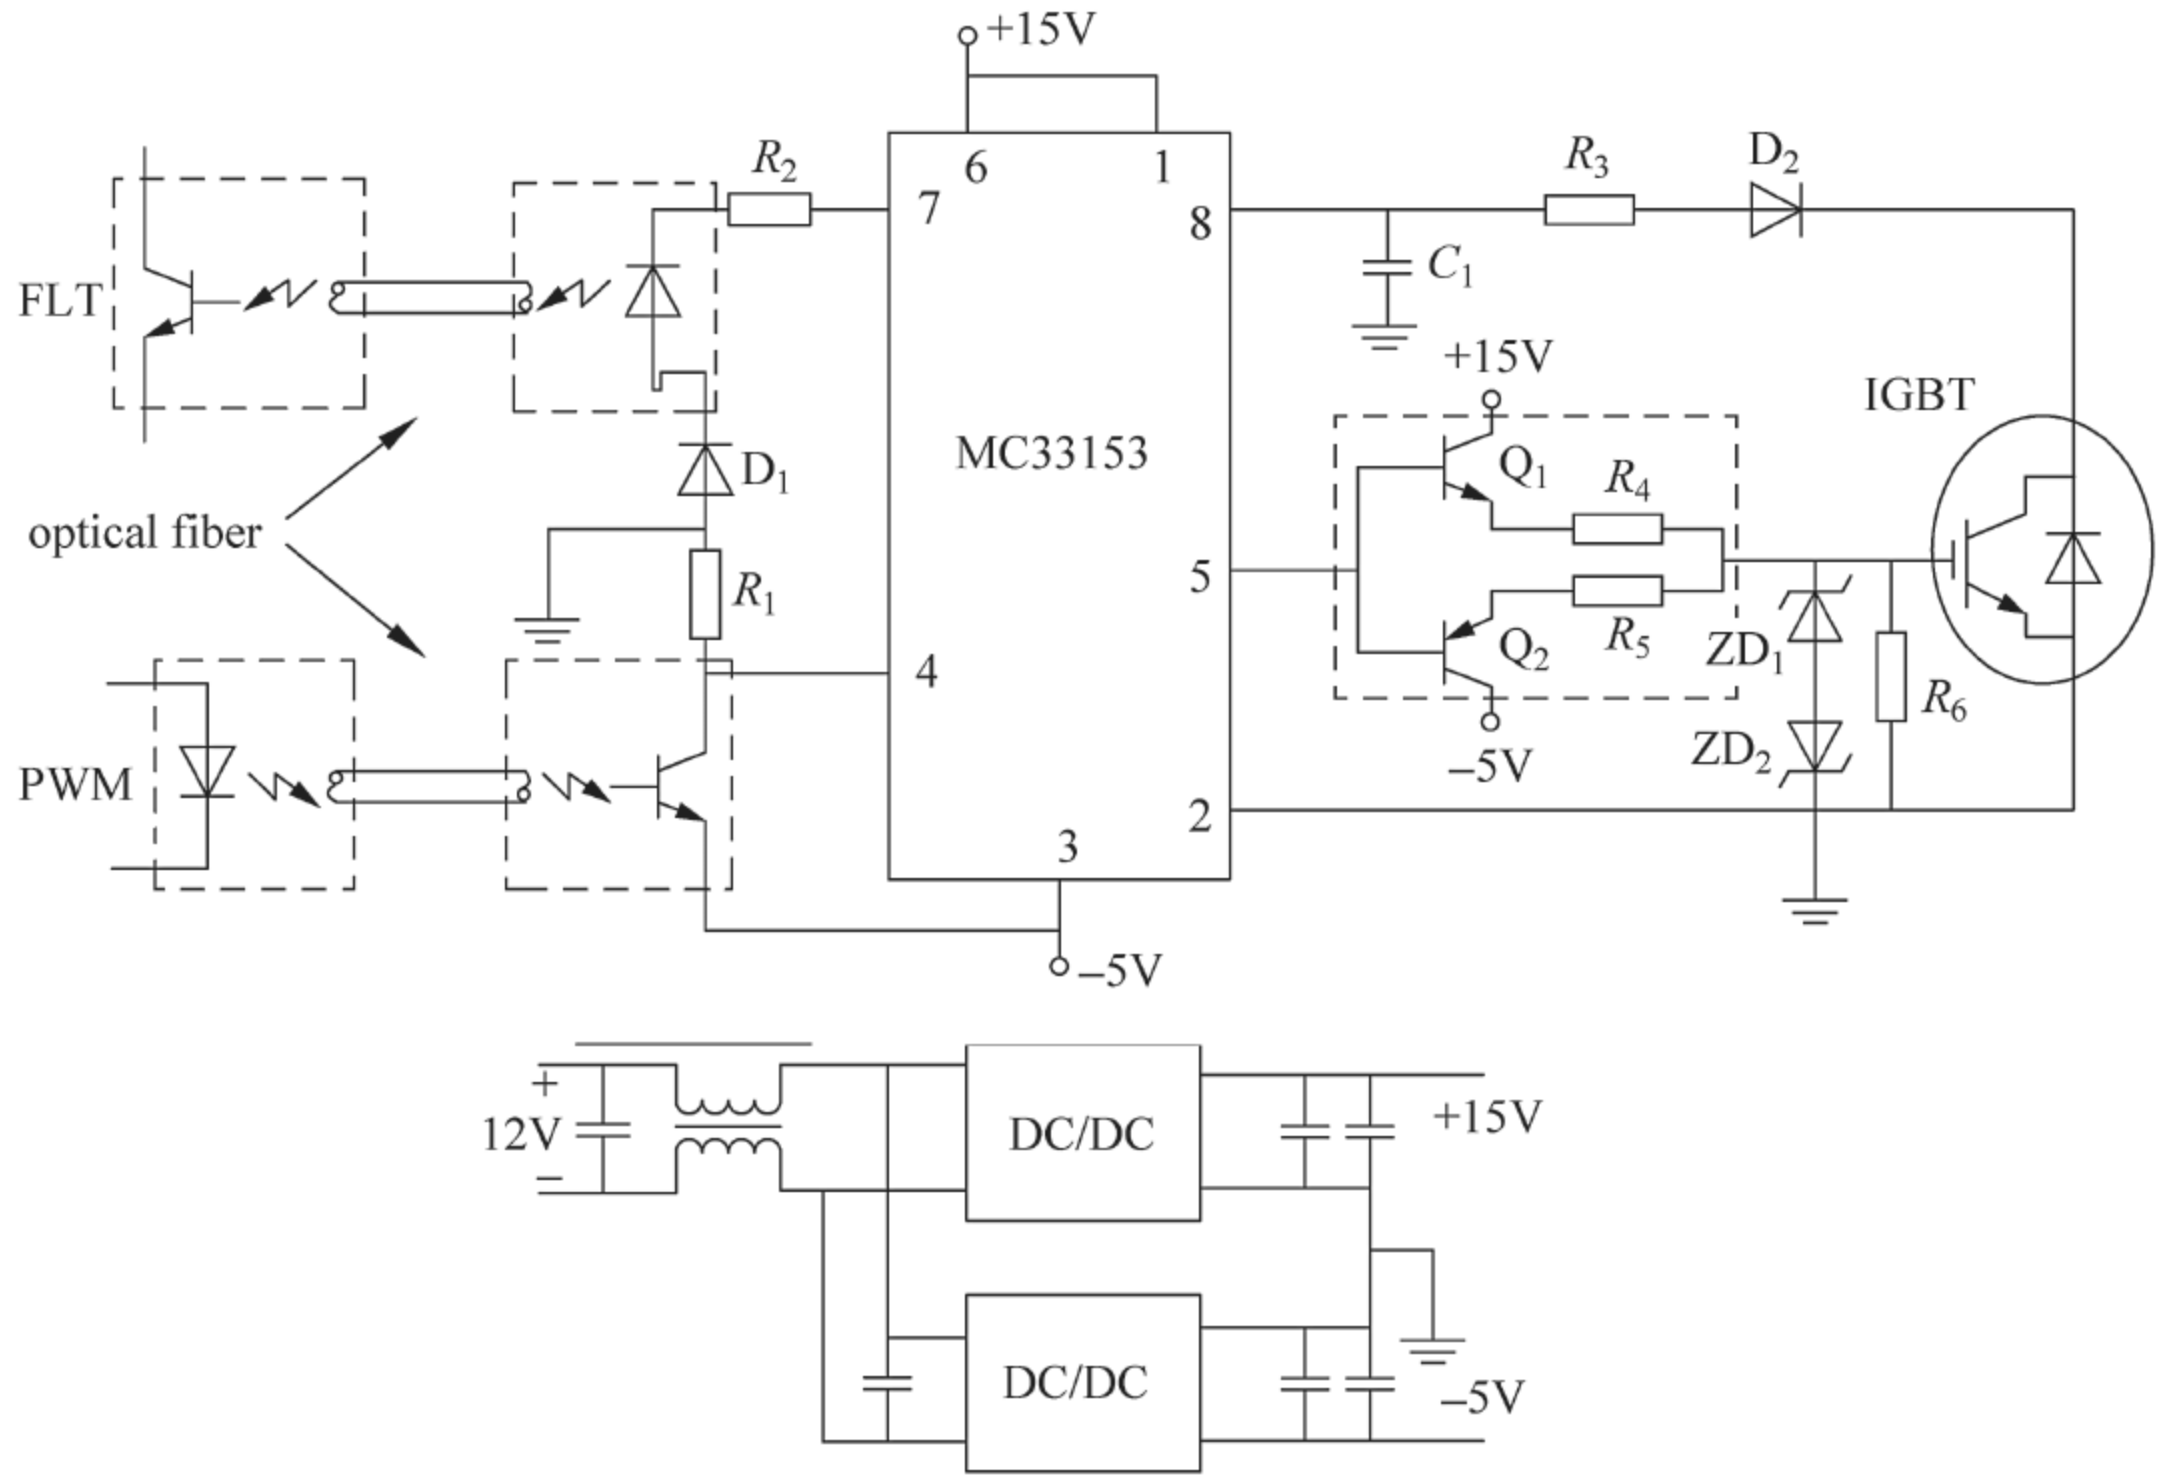 +15V
R2
6
1
7
8
R3
D2
FLT
C1
+15V
IGBT
MC33153
Q1
R4
D1
optical fiber
5
R1
Q2
R5
ZD1
4
R6
ZD2
–5V
PWM
2
3
–5V
+
12V
–
DC/DC
+15V
DC/DC
–5V